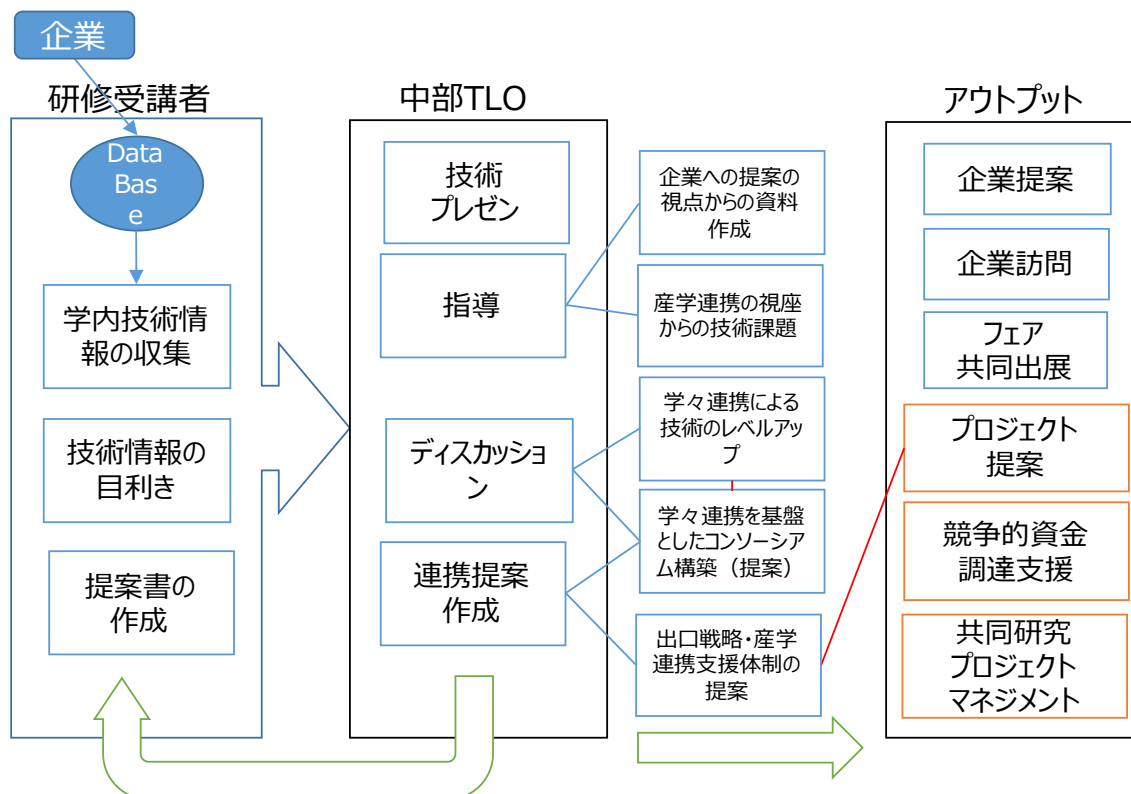 企業
研修受講者
Data
Bas
e
学内技術情
報の収集
技術情報の
目利き
提案書の
作成
中部TLO
技術
プレゼン
指導
ディスカッショ
ン
連携提案
作成
企業への提案の
視点からの資料
作成
産学連携の視座
からの技術課題
学々連携による
技術のレベルアッ
プ
学々連携を基盤
としたコンソーシア
ム構築（提案）
出口戦略・産学
連携支援体制の
提案
アウトプット
企業提案
企業訪問
フェア
共同出展
プロジェクト
提案
競争的資金
調達支援
共同研究
プロジェクト
マネジメント